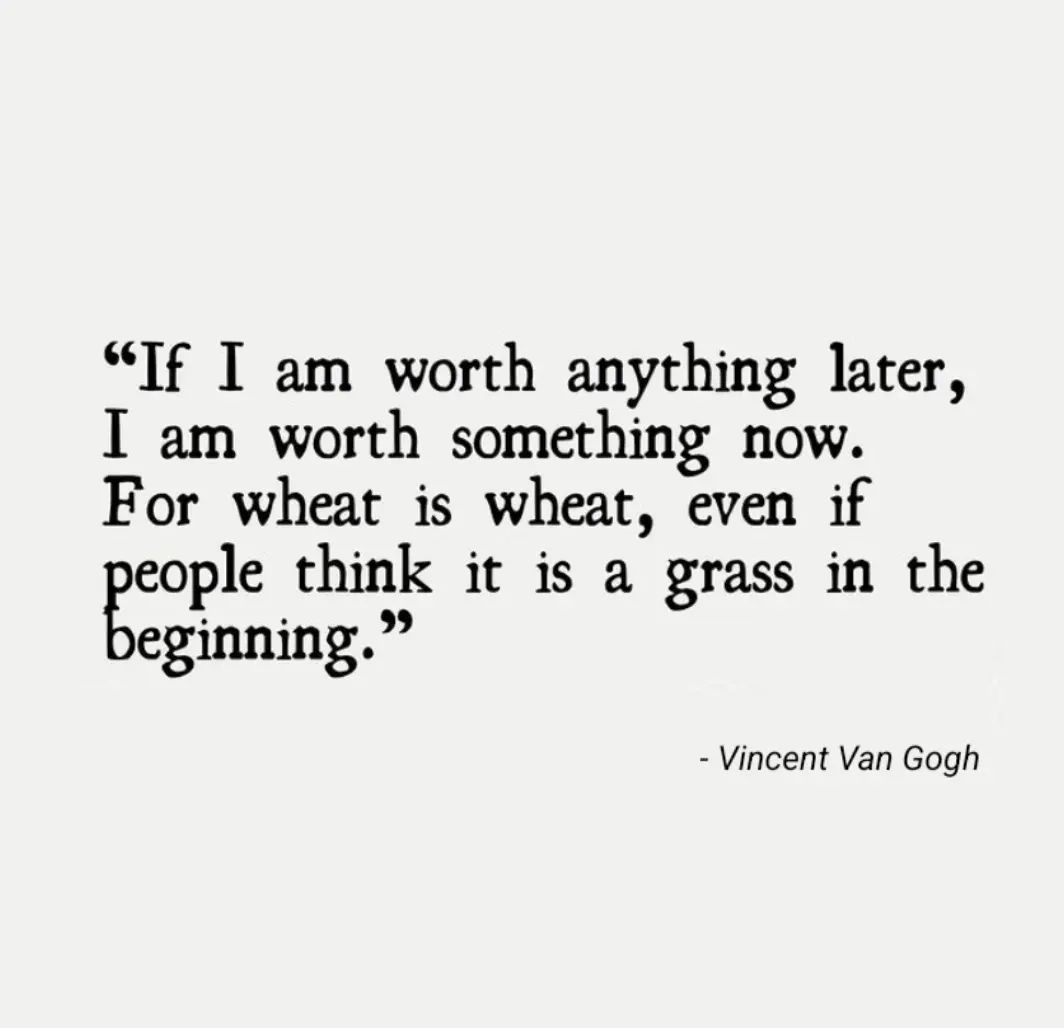 “If I am worth anything later,
I am worth something now.
For wheat is wheat, even if
people think it is a grass in the
beginning.”
- Vincent Van Gogh